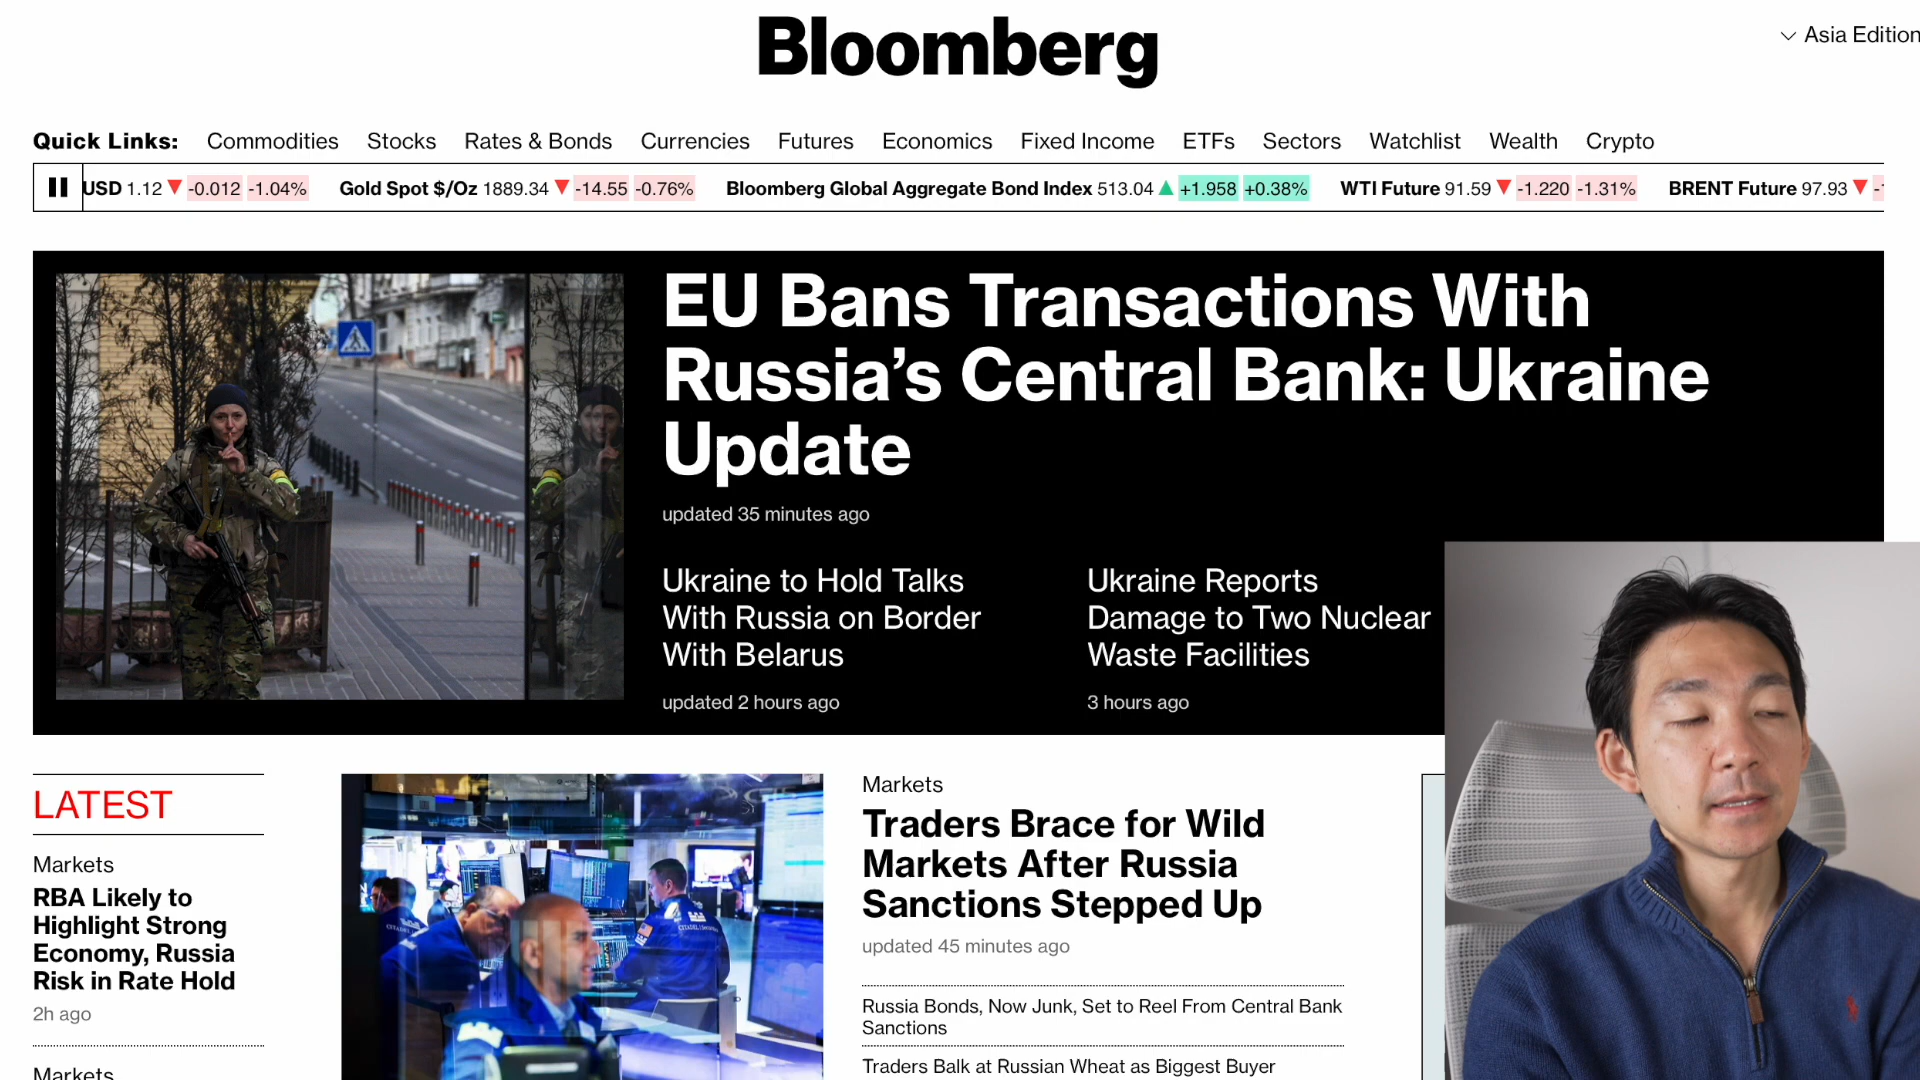 Bloomberg
Asia Edition
Quick Links: Commodities Stocks Rates & Bonds Currencies Futures Economics Fixed Income ETFs Sectors Watchlist Wealth Crypto
USD 1.12 ▼ -0.012 -1.04% Gold Spot $/Oz 1889.34 ▼ -14.55 -0.76% Bloomberg Global Aggregate Bond Index 513.04 ▲ +1.958 +0.38% WTI Future 91.59 ▼ -1.220 -1.31% BRENT Future 97.93 ▼
EU Bans Transactions With
Russia’s Central Bank: Ukraine
Update
updated 35 minutes ago
Ukraine to Hold Talks
With Russia on Border
With Belarus
updated 2 hours ago
Ukraine Reports
Damage to Two Nuclear
Waste Facilities
3 hours ago
LATEST
Markets
RBA Likely to
Highlight Strong
Economy, Russia
Risk in Rate Hold
2h ago
Markets
Markets
Traders Brace for Wild
Markets After Russia
Sanctions Stepped Up
updated 45 minutes ago
Russia Bonds, Now Junk, Set to Reel From Central Bank
Sanctions
Traders Balk at Russian Wheat as Biggest Buyer